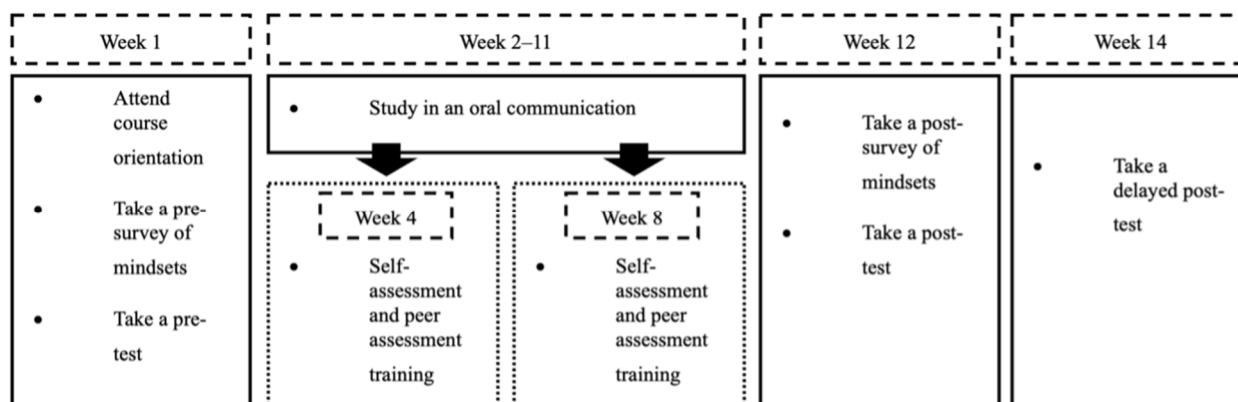 Week 1
Attend
course
orientation
Take a pre-
survey of
mindsets
Take a pre-
test
Week 2–11
Study in an oral communication
Week 4
Self-
assessment
and peer
assessment
training
Week 8
Self-
assessment
and peer
assessment
training
Week 12
Take a post-
survey of
mindsets
Take a post-
test
Week 14
Take a
delayed post-
test